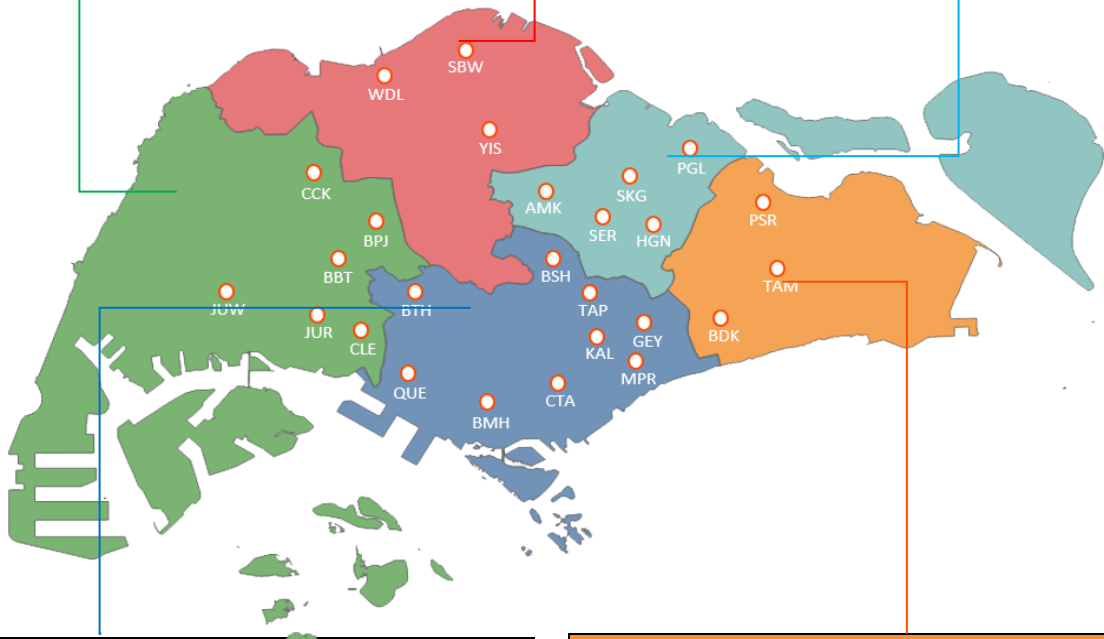 SBW
WDL
YIS
PGL
CCK
SKG
AMK
PSR
SER
HGN
BPJ
BBT
BSH
TAM
JUW
BTH
TAP
JUR
BDK
CLE
KAL
GEY
MPR
QUE
CTA
BMH